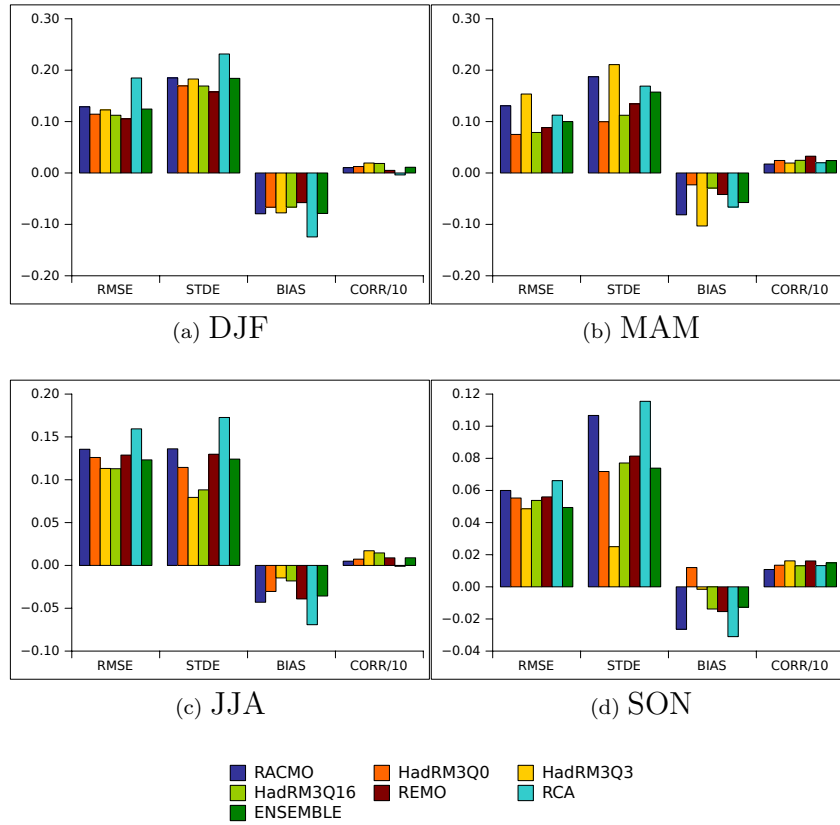 0.30
0.20
0.10
0.00
−0.10
−0.20
RMSE STDE BIAS CORR/10
(a) DJF
0.30
0.20
0.10
0.00
−0.10
−0.20
RMSE STDE BIAS CORR/10
(b) MAM
0.20
0.15
0.10
0.05
0.00
−0.05
−0.10
RMSE STDE BIAS CORR/10
(c) JJA
0.12
0.10
0.08
0.06
0.04
0.02
0.00
−0.02
−0.04
RMSE STDE BIAS CORR/10
(d) SON
RACMO HadRM3Q0 HadRM3Q3
HadRM3Q16 REMO RCA
ENSEMBLE